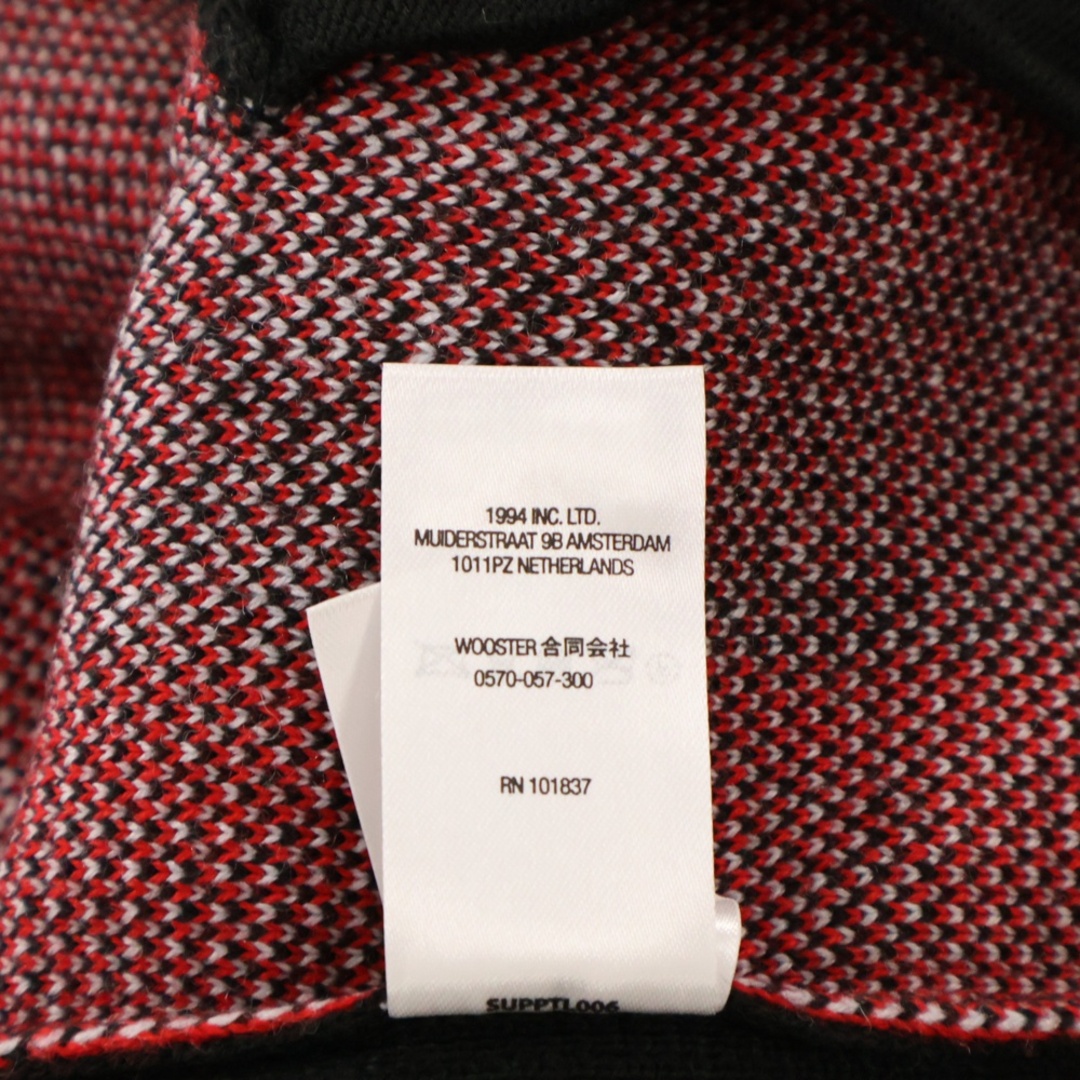 1994 INC. LTD.
MUIDERSTRAAT 9B AMSTERDAM
1011PZ NETHERLANDS
WOOSTER 合同会社
0570-057-300
RN 101837
SUPPTL006